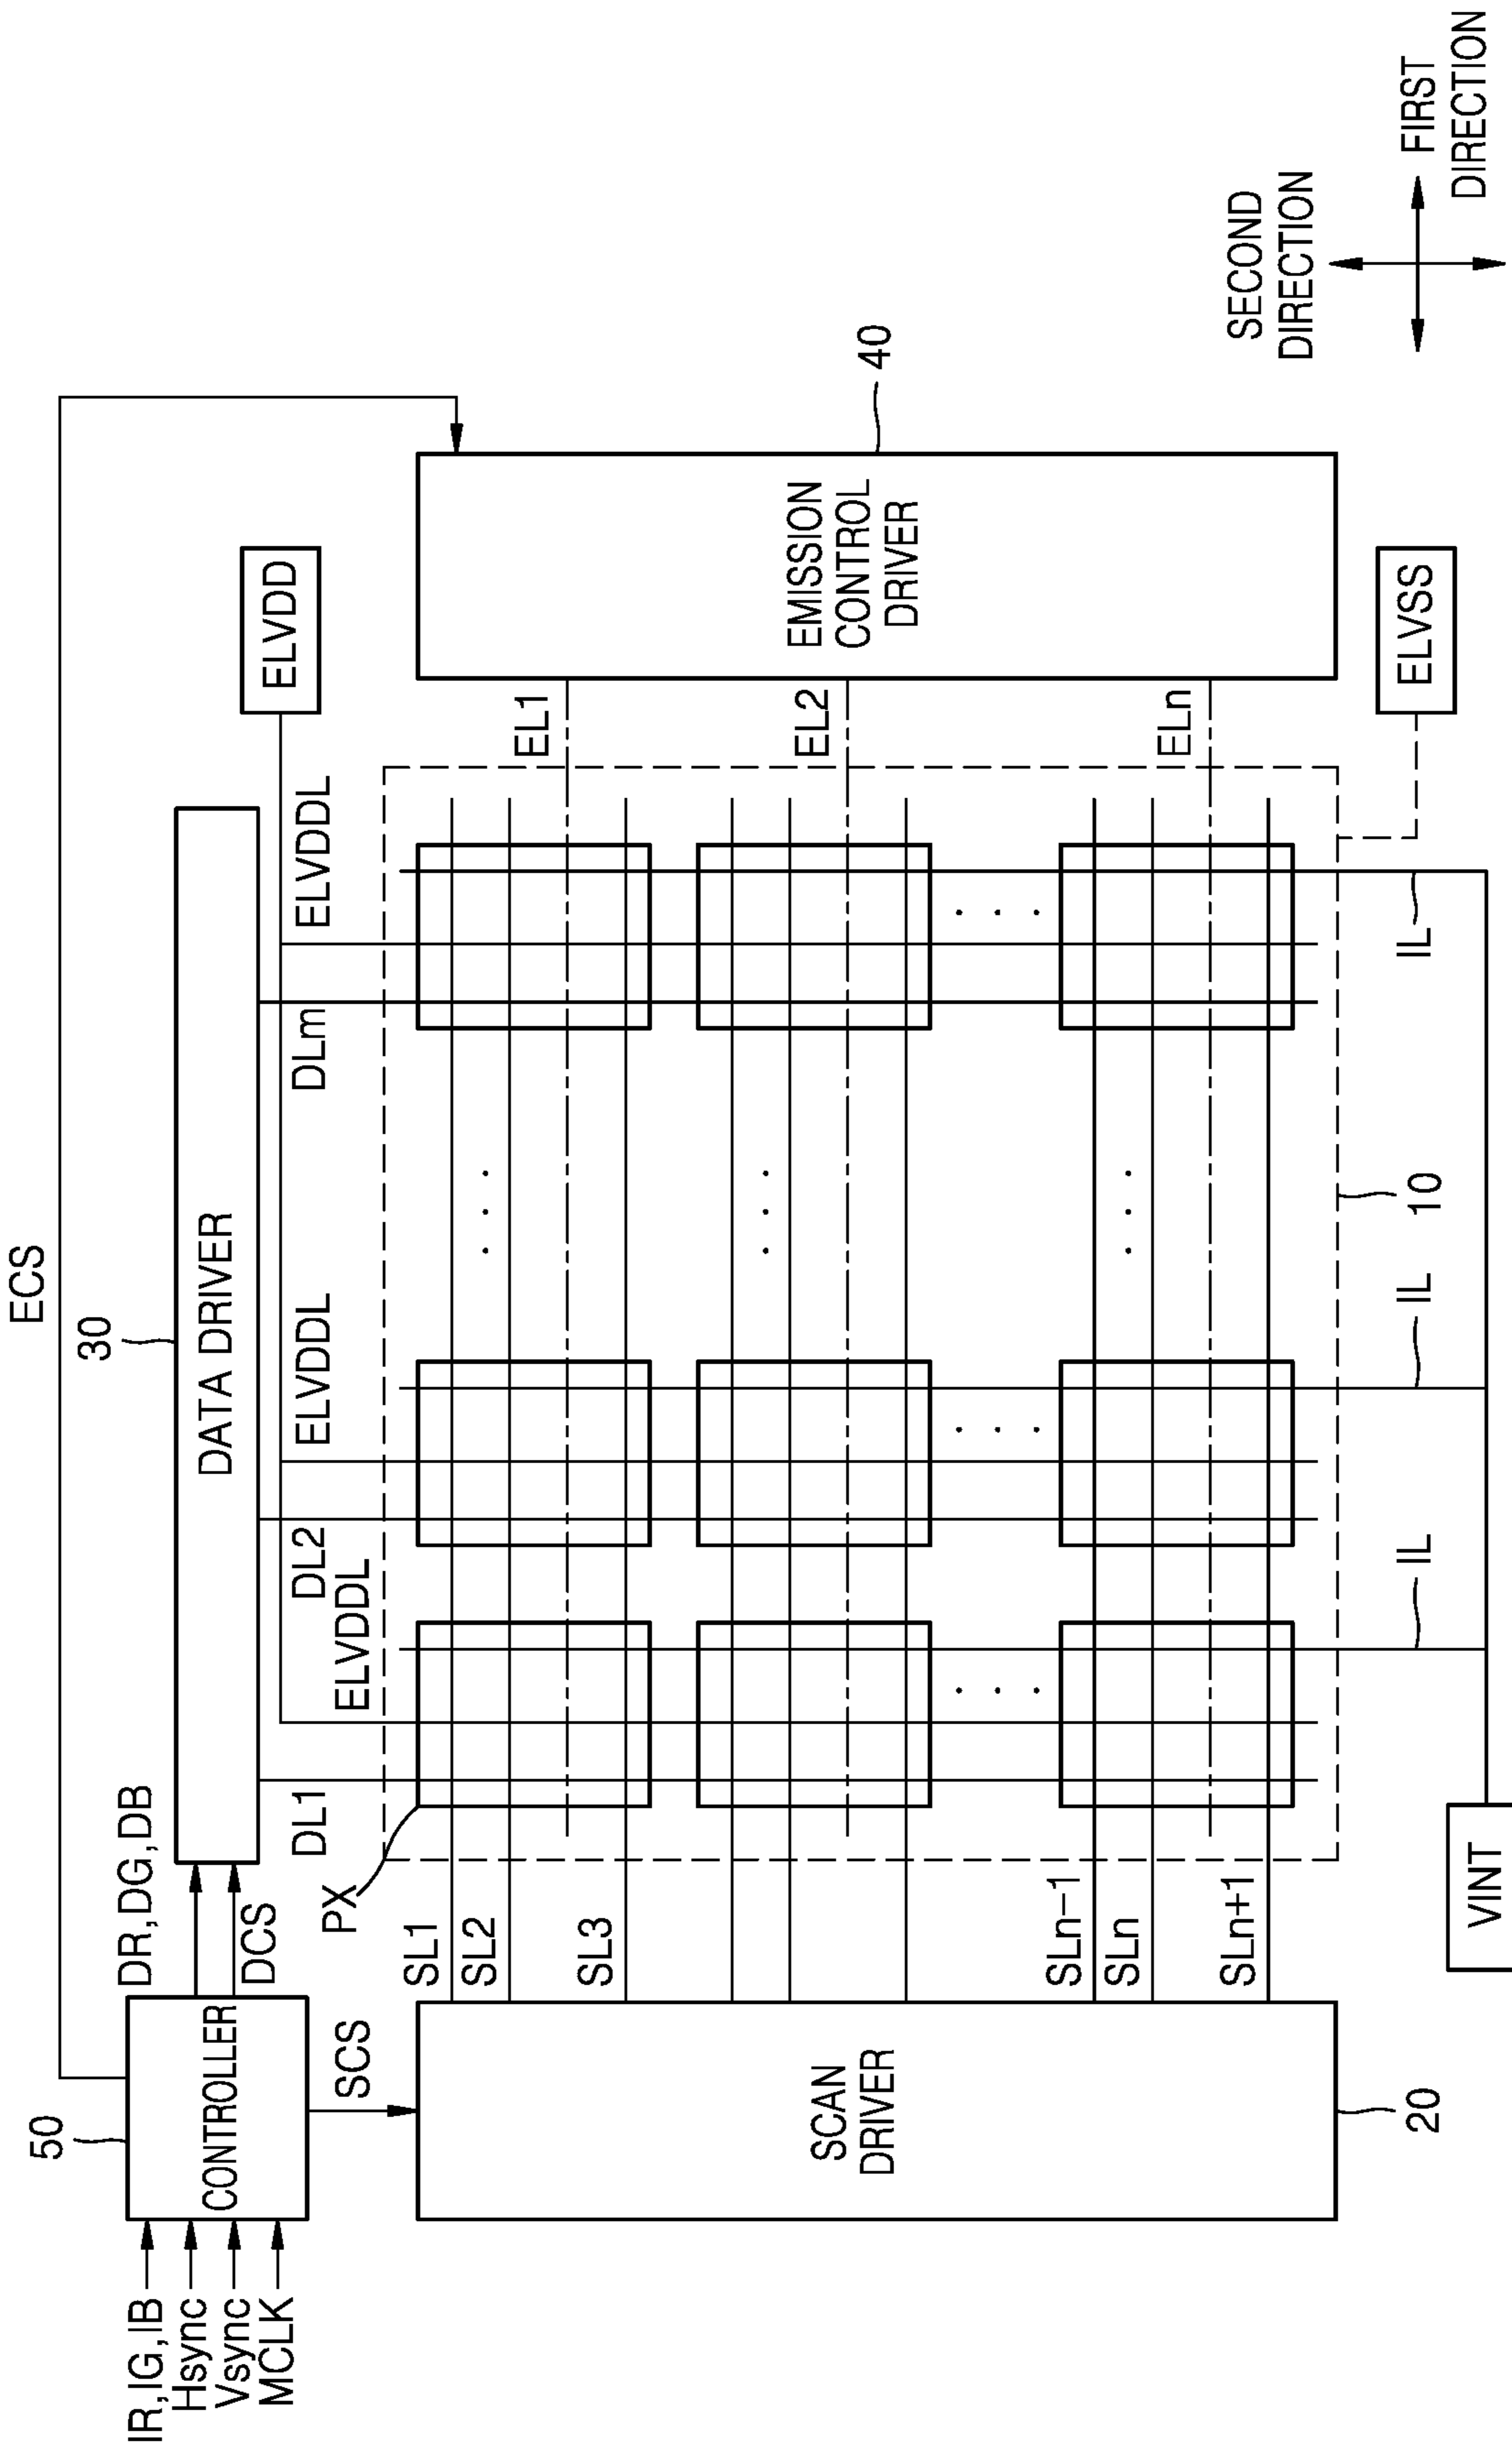 ECS
50
30
IR,IG,IB
Hsync
Vsync
MCLK
CONTROLLER
DR,DG,DB
DCS
DATA DRIVER
ELVDD
SCS
PX
DL1
ELVDDL
DL2
ELVDDL
DLm
ELVDDL
SL1
SL2
SL3
SLn−1
SLn
SLn+1
EL1
EL2
ELn
SCAN
DRIVER
EMISSION
CONTROL
DRIVER
40
20
VINT
IL
IL
10
IL
ELVSS
SECOND
DIRECTION
FIRST
DIRECTION